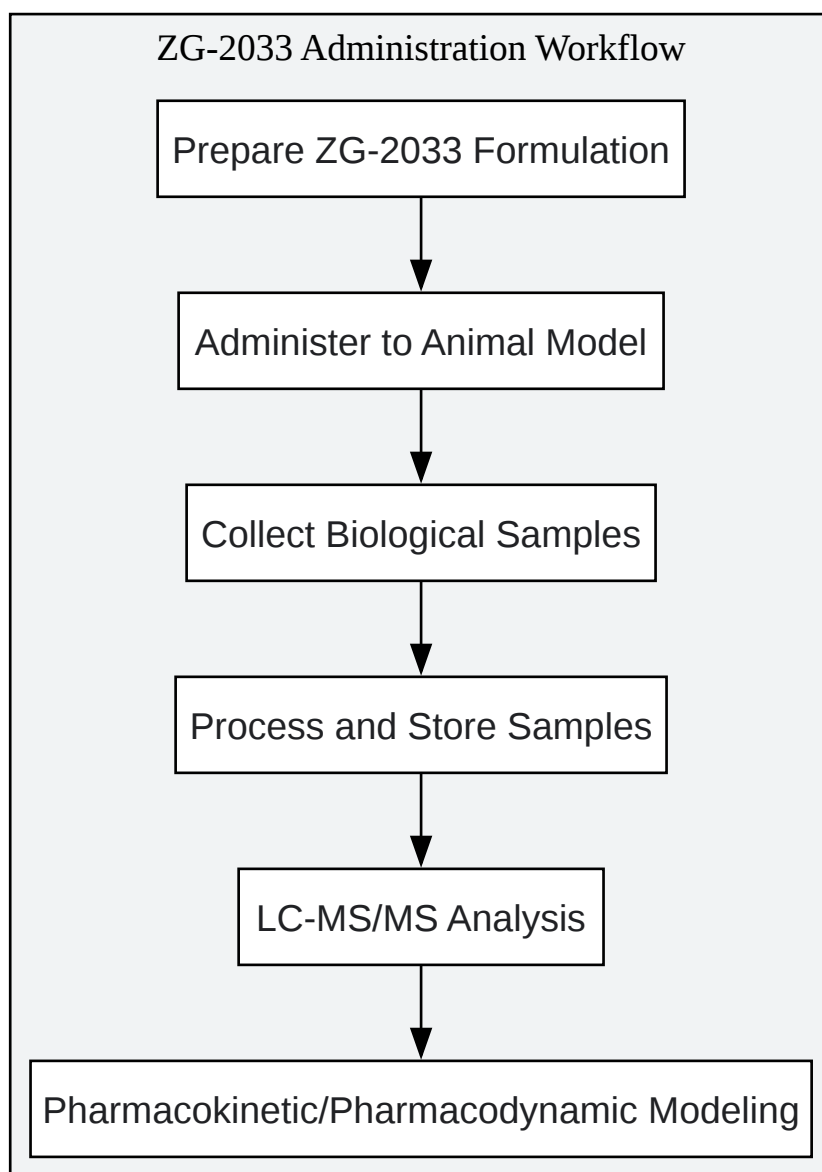 ZG-2033 Administration Workflow
Prepare ZG-2033 Formulation
Administer to Animal Model
Collect Biological Samples
Process and Store Samples
LC-MS/MS Analysis
Pharmacokinetic/Pharmacodynamic Modeling